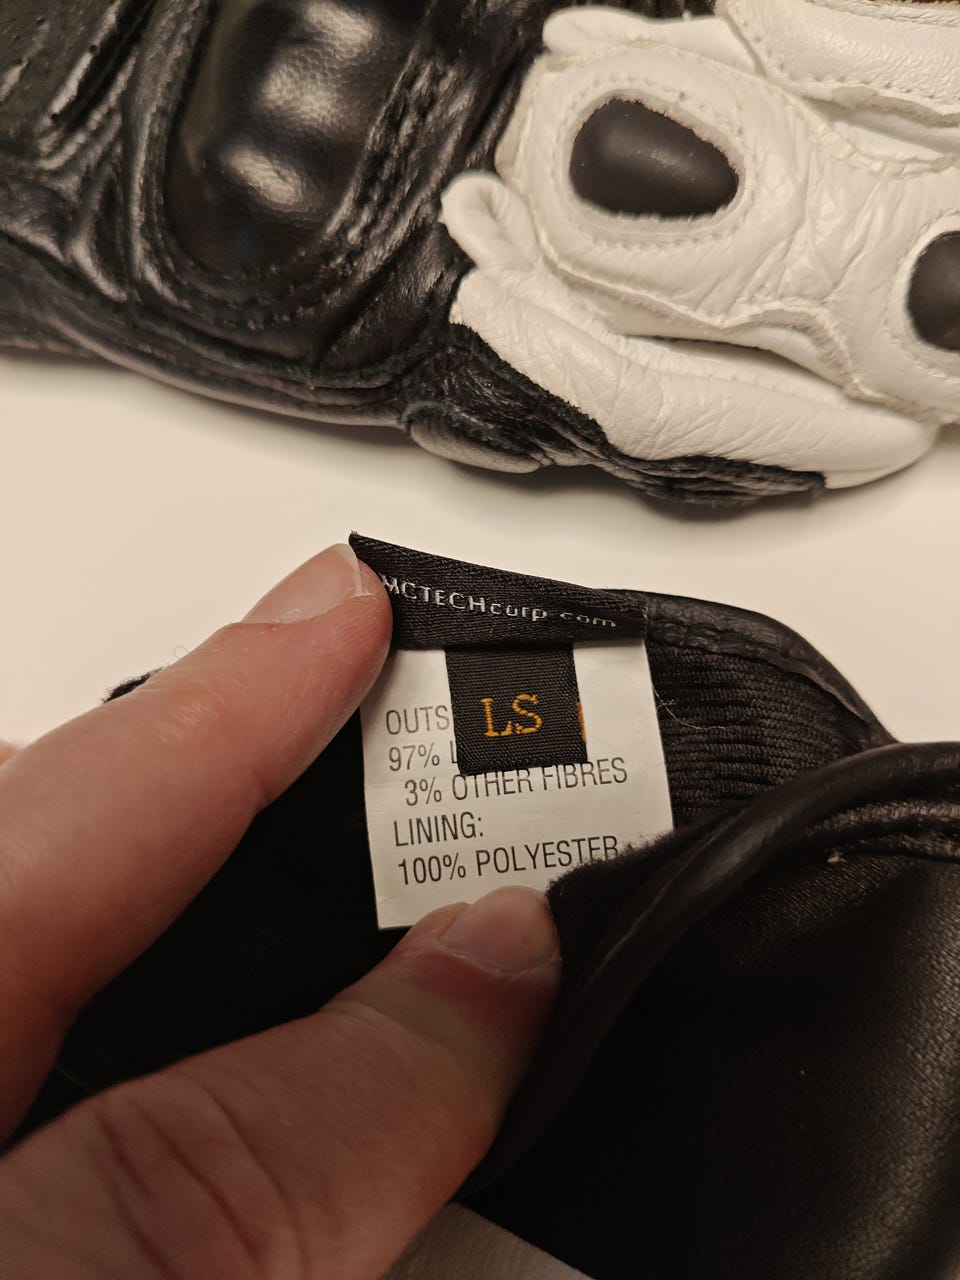 MCTECHcorp.com
LS
OUTS
97% L
3% OTHER FIBRES
LINING:
100% POLYESTER